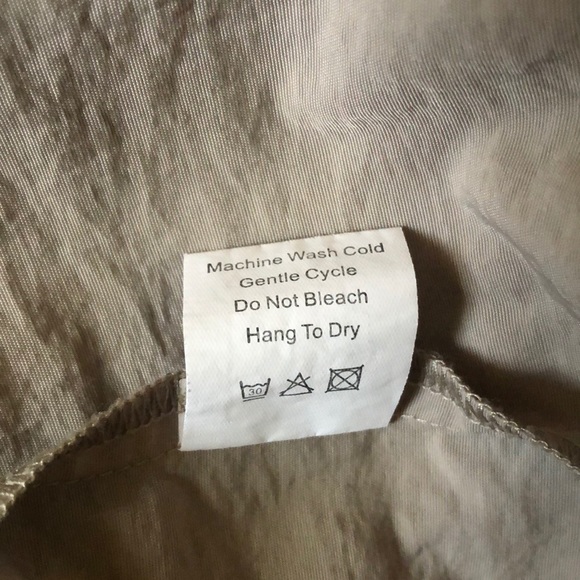 Machine Wash Cold
Gentle Cycle
Do Not Bleach
Hang To Dry
30